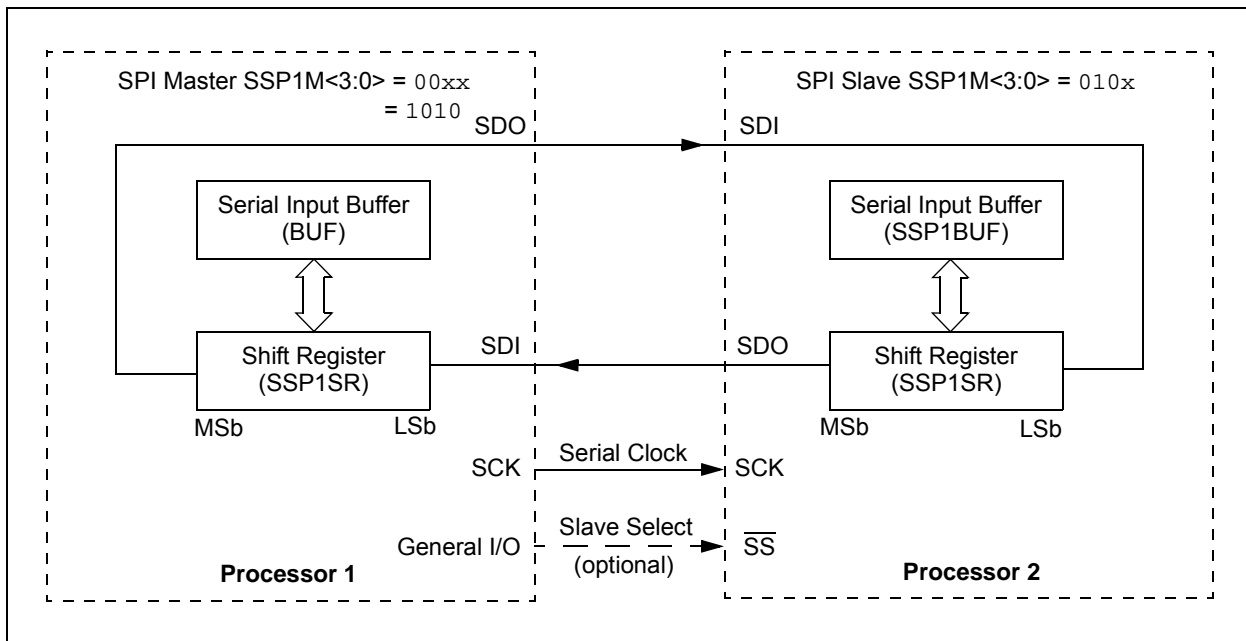 SPI Master SSP1M<3:0> = 00xx
= 1010
SDO
Serial Input Buffer
(BUF)
Shift Register
(SSP1SR)
MSb
LSb
SDI
SCK
General I/O
Processor 1
Serial Clock
Slave Select
(optional)
SPI Slave SSP1M<3:0> = 010x
SDI
Serial Input Buffer
(SSP1BUF)
SDO
Shift Register
(SSP1SR)
MSb
LSb
SCK
S̅S̅
Processor 2